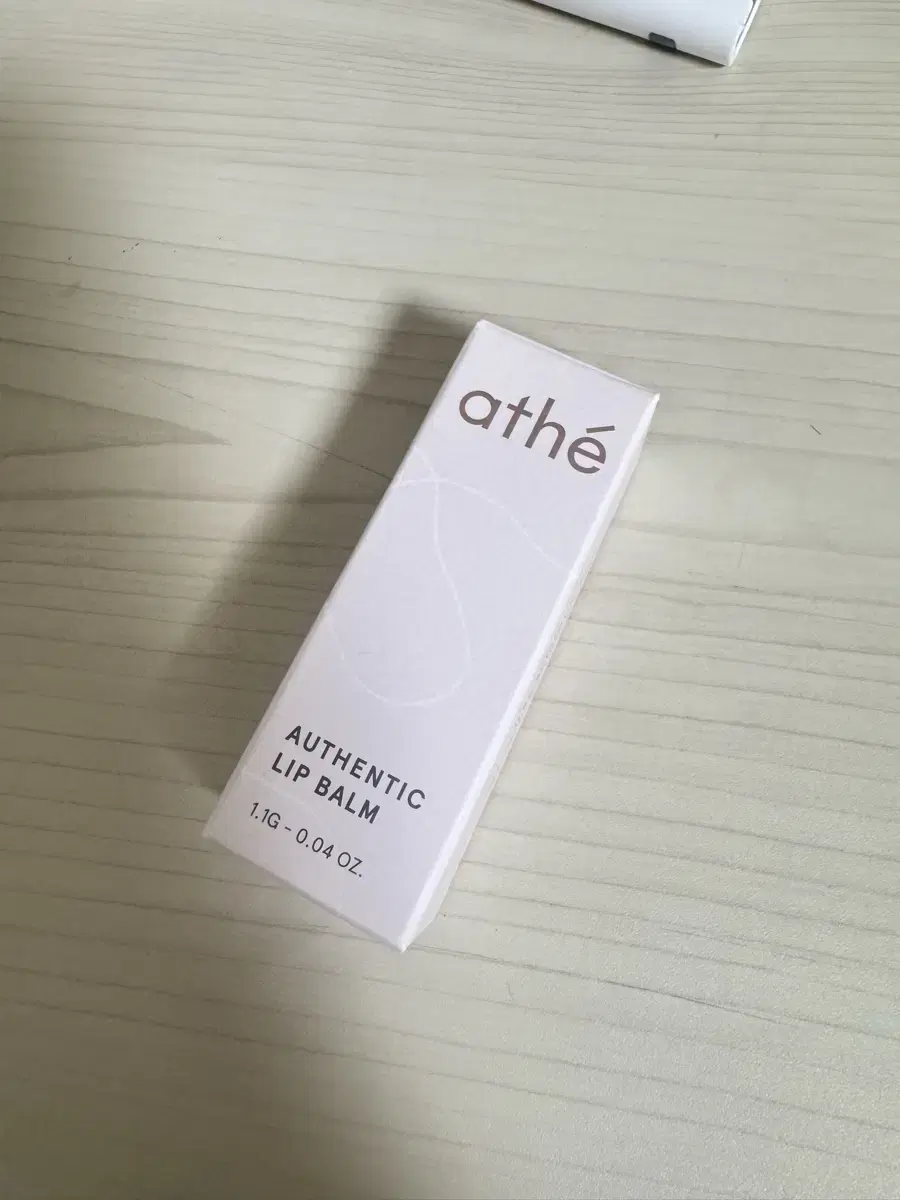 athé
AUTHENTIC
LIP BALM
1.1G - 0.04 OZ.